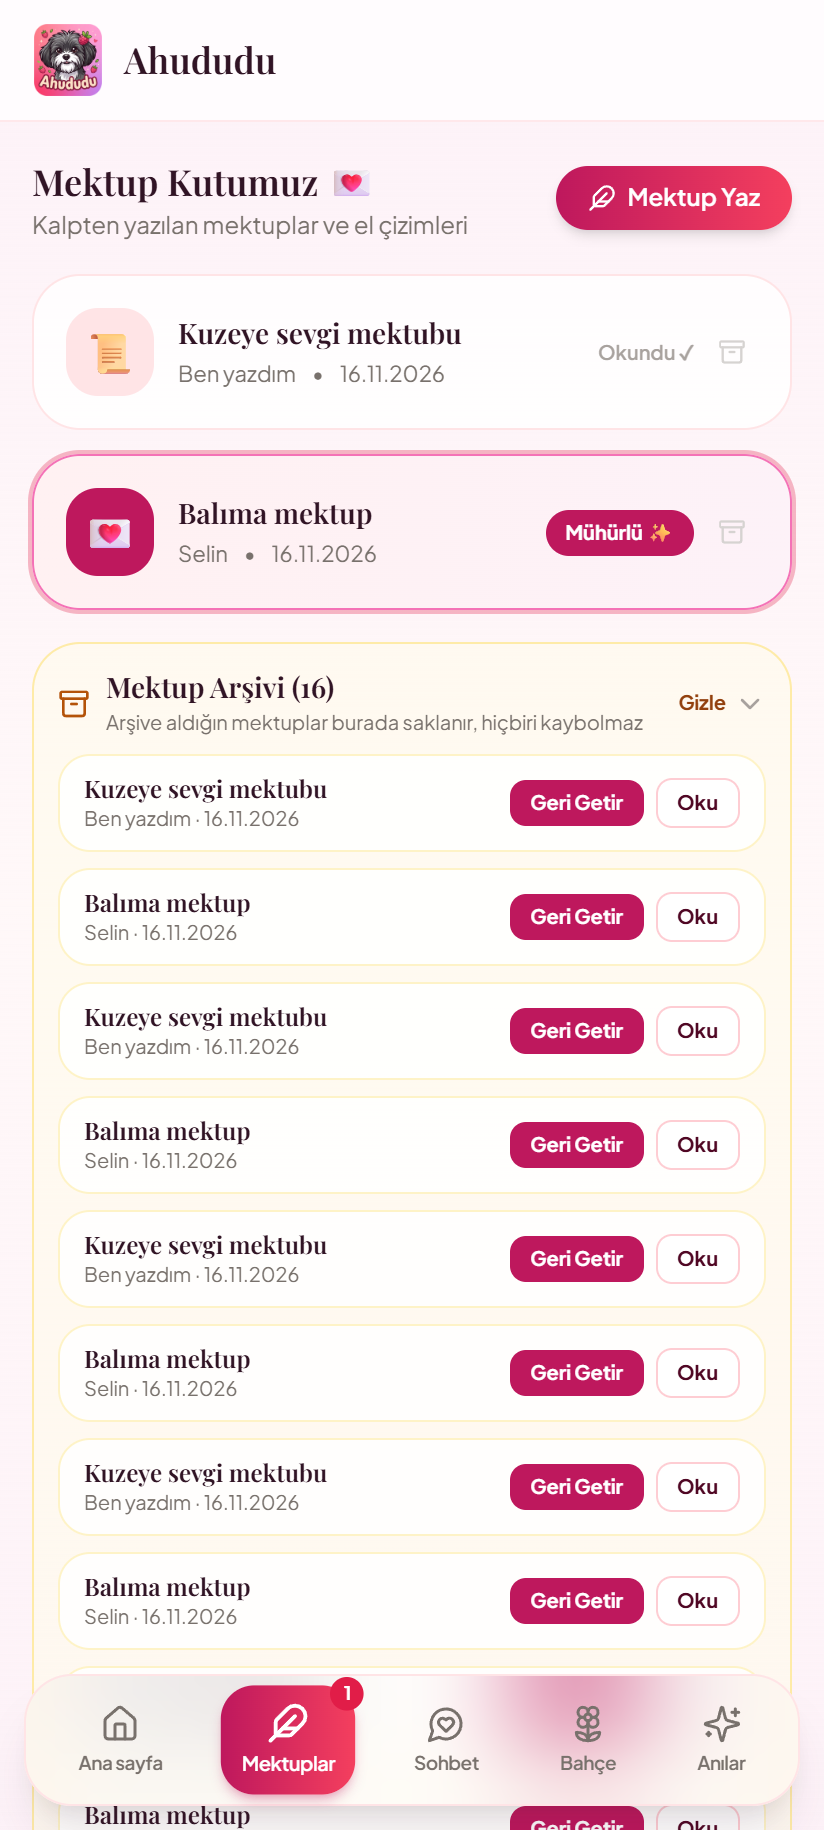 Ahududu
Ahududu
Mektup Kutumuz
Kalpten yazılan mektuplar ve el çizimleri
Mektup Yaz
Kuzeye sevgi mektubu
Ben yazdım • 16.11.2026
Okundu ✓
Balıma mektup
Selin • 16.11.2026
Mühürlü ✨
Mektup Arşivi (16)
Arşive aldığın mektuplar burada saklanır, hiçbiri kaybolmaz
Gizle
Kuzeye sevgi mektubu
Ben yazdım · 16.11.2026
Geri Getir
Oku
Balıma mektup
Selin · 16.11.2026
Geri Getir
Oku
Kuzeye sevgi mektubu
Ben yazdım · 16.11.2026
Geri Getir
Oku
Balıma mektup
Selin · 16.11.2026
Geri Getir
Oku
Kuzeye sevgi mektubu
Ben yazdım · 16.11.2026
Geri Getir
Oku
Balıma mektup
Selin · 16.11.2026
Geri Getir
Oku
Kuzeye sevgi mektubu
Ben yazdım · 16.11.2026
Geri Getir
Oku
Balıma mektup
Selin · 16.11.2026
Geri Getir
Oku
Ana sayfa
Mektuplar
1
Sohbet
Bahçe
Anılar
Balıma mektup
Geri Getir
Oku